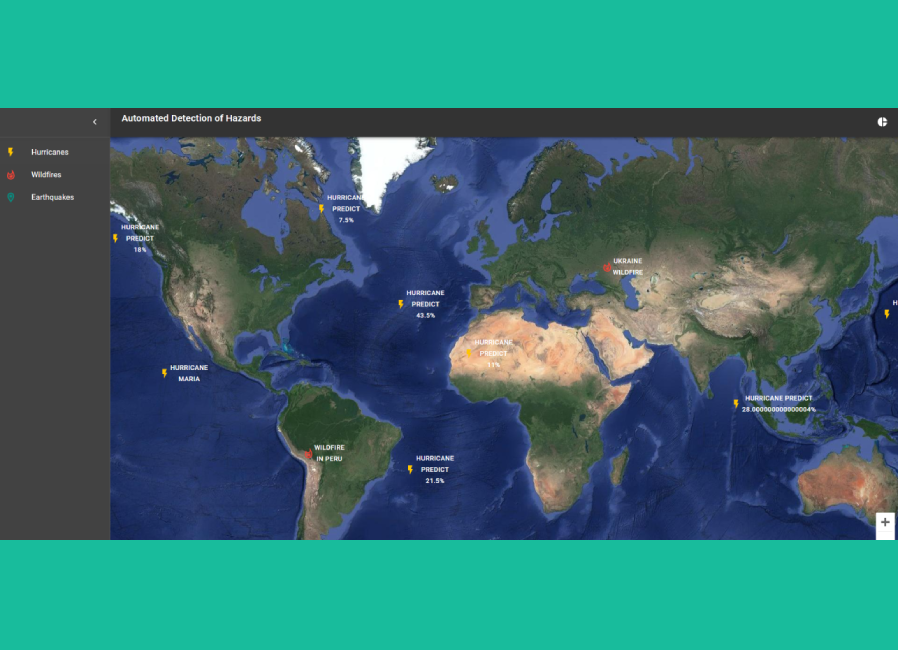 Automated Detection of Hazards
Hurricanes
Wildfires
Earthquakes
HURRICANE
PREDICT
7.5%
HURRICANE
PREDICT
18%
UKRAINE
WILDFIRE
HURRICANE
PREDICT
43.5%
H
HURRICANE
PREDICT
11%
HURRICANE
MARIA
HURRICANE PREDICT
28.000000000000004%
WILDFIRE
IN PERU
HURRICANE
PREDICT
21.5%
+